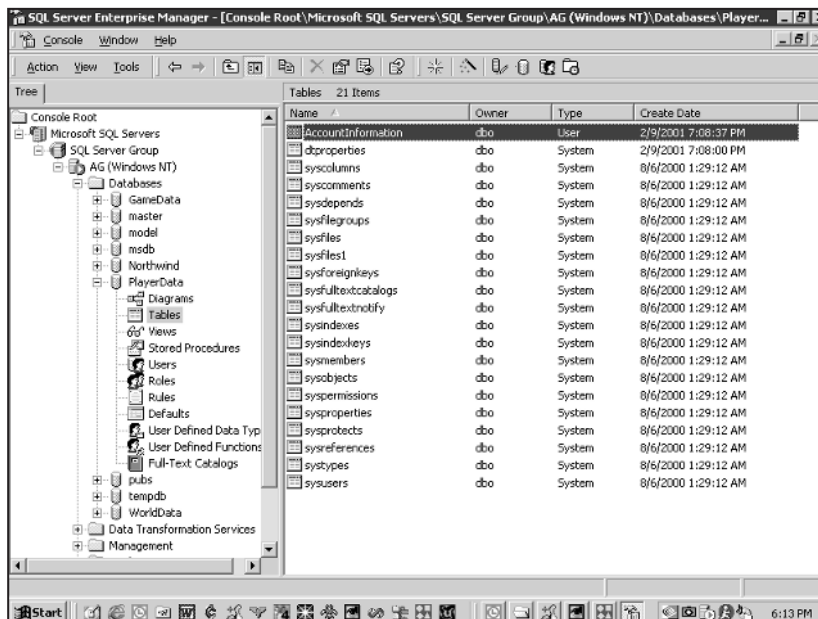 SQL Server Enterprise Manager - [Console Root\Microsoft SQL Servers\SQL Server Group\AG (Windows NT)\Databases\Player...
Console Window Help
Action View Tools
Tree
Tables 21 Items
Console Root
Microsoft SQL Servers
SQL Server Group
AG (Windows NT)
Databases
GameData
master
model
msdb
Northwind
PlayerData
Diagrams
Tables
Views
Stored Procedures
Users
Roles
Rules
Defaults
User Defined Data Typ
User Defined Functions
Full-Text Catalogs
pubs
tempdb
WorldData
Data Transformation Services
Management
Name Owner Type Create Date
AccountInformation dbo User 2/9/2001 7:08:37 PM
dtproperties dbo System 2/9/2001 7:08:00 PM
syscolumns dbo System 8/6/2000 1:29:12 AM
syscomments dbo System 8/6/2000 1:29:12 AM
sysdepends dbo System 8/6/2000 1:29:12 AM
sysfilegroups dbo System 8/6/2000 1:29:12 AM
sysfiles dbo System 8/6/2000 1:29:12 AM
sysfiles1 dbo System 8/6/2000 1:29:12 AM
sysforeignkeys dbo System 8/6/2000 1:29:12 AM
sysfulltextcatalogs dbo System 8/6/2000 1:29:12 AM
sysfulltextnotify dbo System 8/6/2000 1:29:12 AM
sysindexes dbo System 8/6/2000 1:29:12 AM
sysindexkeys dbo System 8/6/2000 1:29:12 AM
sysmembers dbo System 8/6/2000 1:29:12 AM
sysobjects dbo System 8/6/2000 1:29:12 AM
syspermissions dbo System 8/6/2000 1:29:12 AM
sysproperties dbo System 8/6/2000 1:29:12 AM
sysprotects dbo System 8/6/2000 1:29:12 AM
sysreferences dbo System 8/6/2000 1:29:12 AM
systypes dbo System 8/6/2000 1:29:12 AM
sysusers dbo System 8/6/2000 1:29:12 AM
Start 6:13 PM